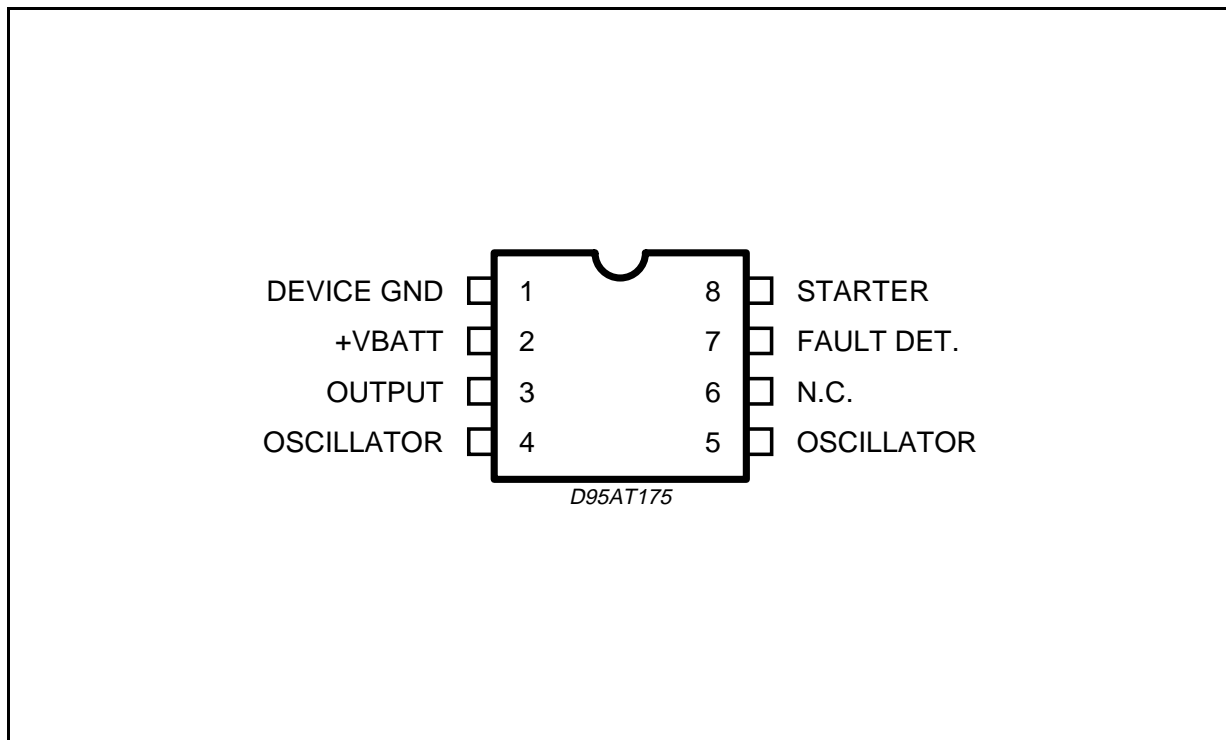 DEVICE GND 1 8 STARTER
+VBATT 2 7 FAULT DET.
OUTPUT 3 6 N.C.
OSCILLATOR 4 5 OSCILLATOR
D95AT175